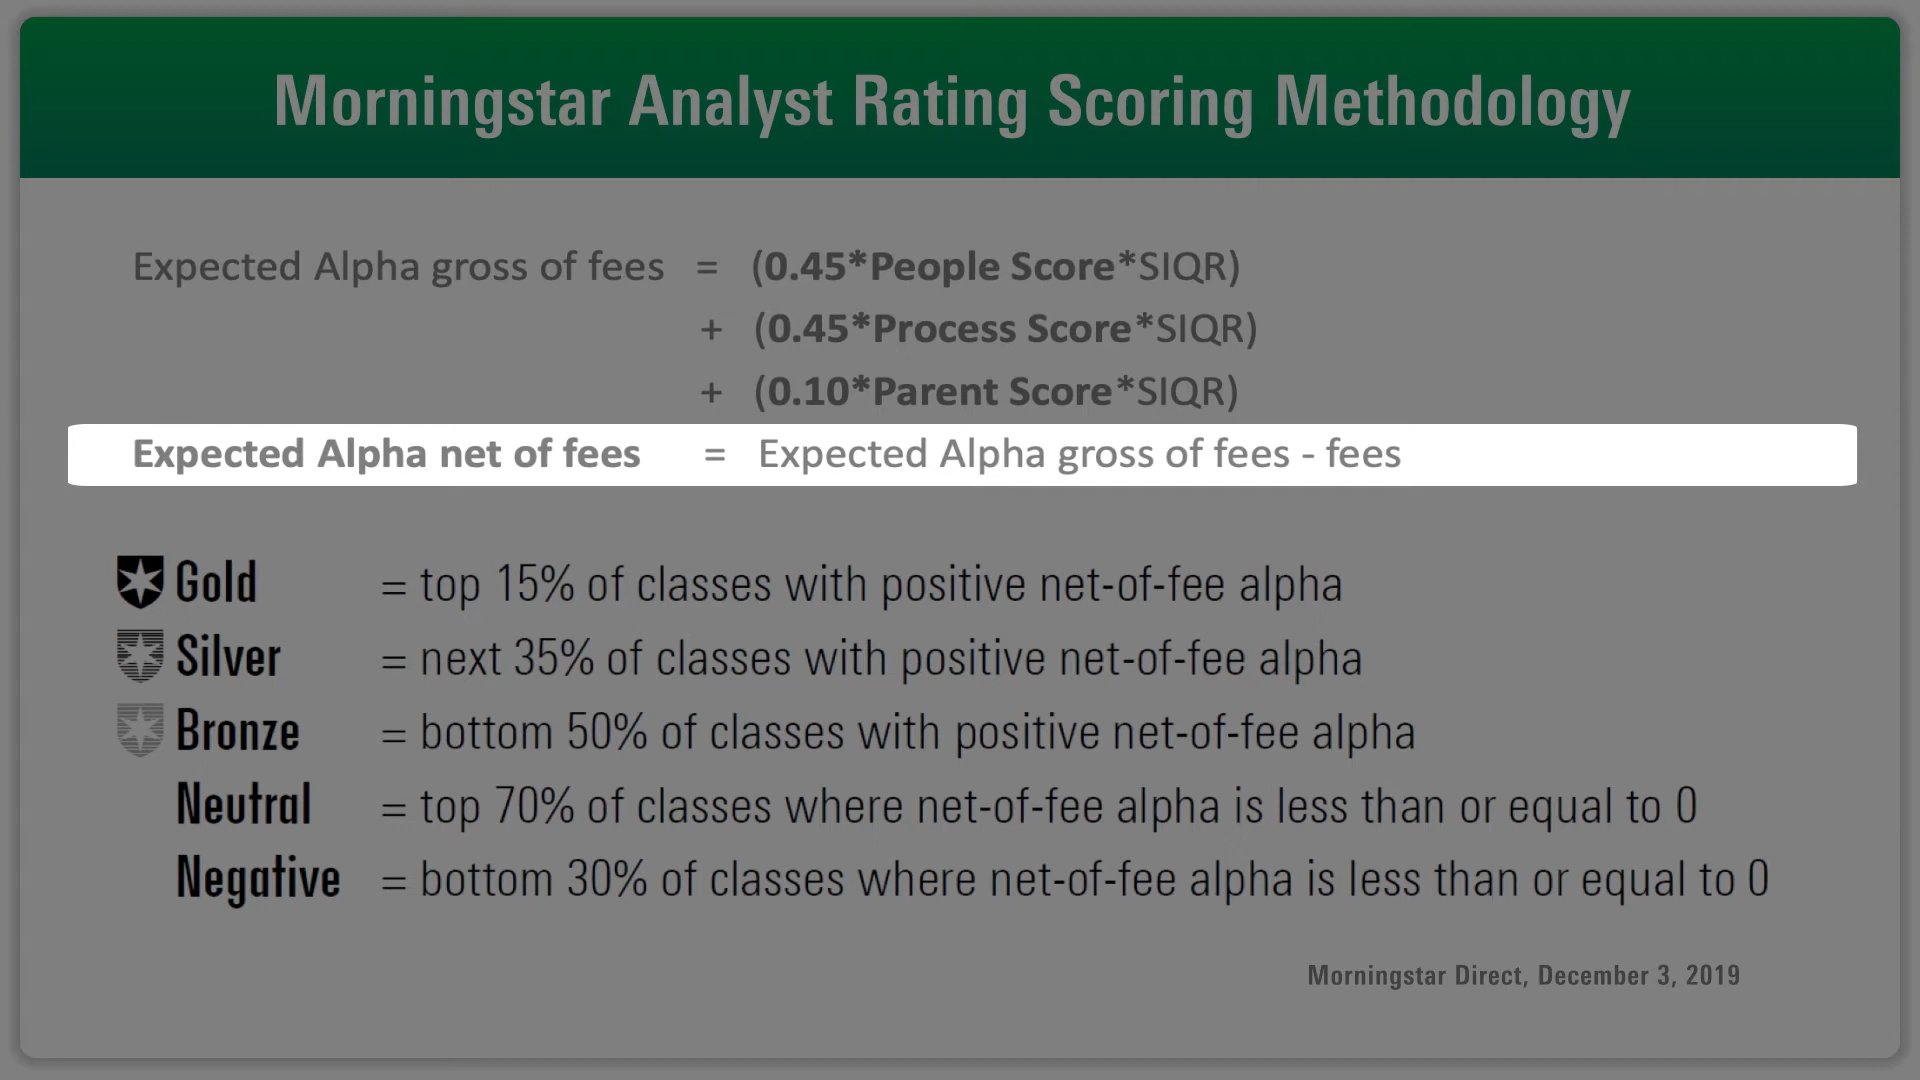 Morningstar Analyst Rating Scoring Methodology
Expected Alpha gross of fees = (0.45*People Score*SIQR)
+ (0.45*Process Score*SIQR)
+ (0.10*Parent Score*SIQR)
Expected Alpha net of fees = Expected Alpha gross of fees - fees
Gold = top 15% of classes with positive net-of-fee alpha
Silver = next 35% of classes with positive net-of-fee alpha
Bronze = bottom 50% of classes with positive net-of-fee alpha
Neutral = top 70% of classes where net-of-fee alpha is less than or equal to 0
Negative = bottom 30% of classes where net-of-fee alpha is less than or equal to 0
Morningstar Direct, December 3, 2019